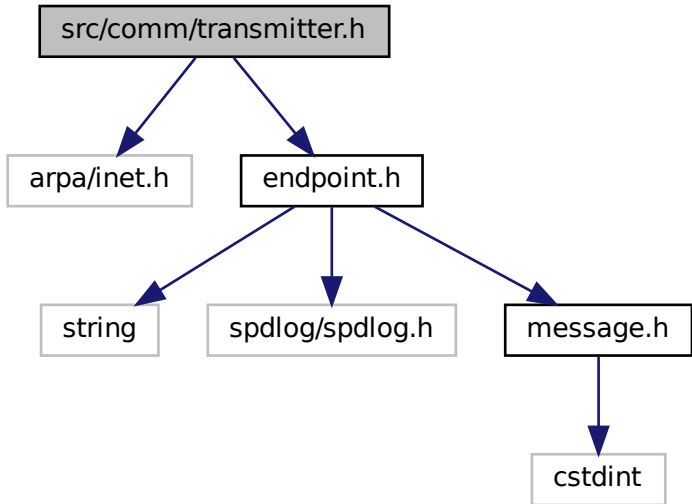 src/comm/transmitter.h
arpa/inet.h
endpoint.h
string
spdlog/spdlog.h
message.h
cstdint